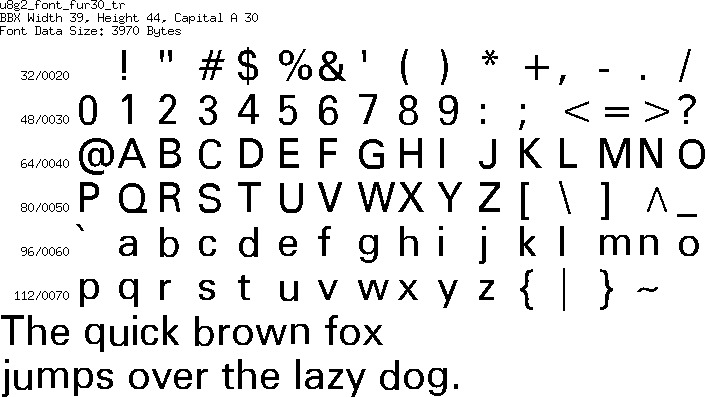 u8g2_font_fur30_tr
BBX Width 39, Height 44, Capital A 30
Font Data Size: 3970 Bytes
32/0020 ! " # $ % & ' ( ) * + , - . /
48/0030 0 1 2 3 4 5 6 7 8 9 : ; < = > ?
64/0040 @ A B C D E F G H I J K L M N O
80/0050 P Q R S T U V W X Y Z [ \ ] ^ _
96/0060 ` a b c d e f g h i j k l m n o
112/0070 p q r s t u v w x y z { | } ~
The quick brown fox
jumps over the lazy dog.